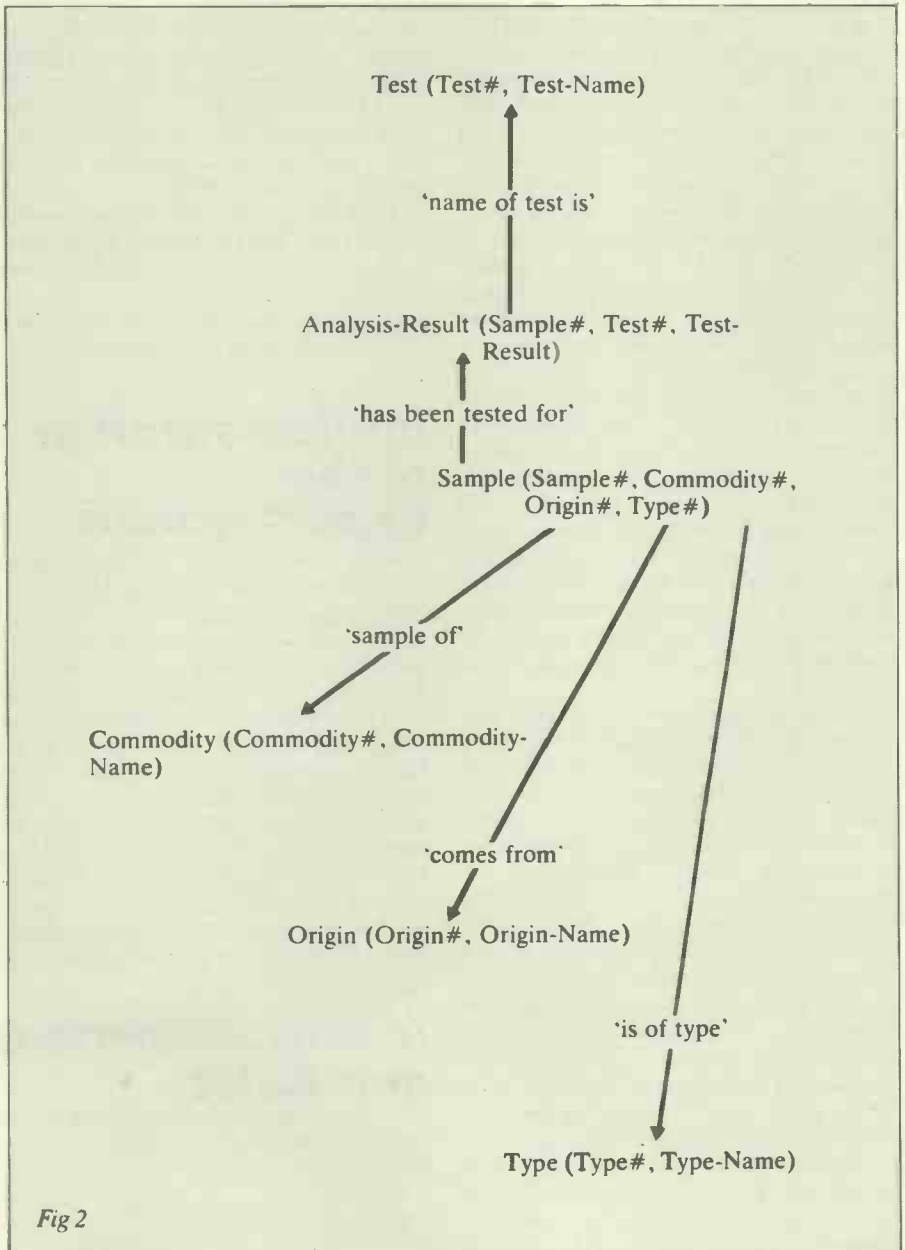 Test (Test#, Test-Name)
'name of test is'
Analysis-Result (Sample#, Test#, Test-
Result)
'has been tested for'
Sample (Sample#, Commodity#,
Origin#, Type#)
'sample of'
Commodity (Commodity#, Commodity-
Name)
'comes from'
Origin (Origin#, Origin-Name)
'is of type'
Type (Type#, Type-Name)
Fig 2